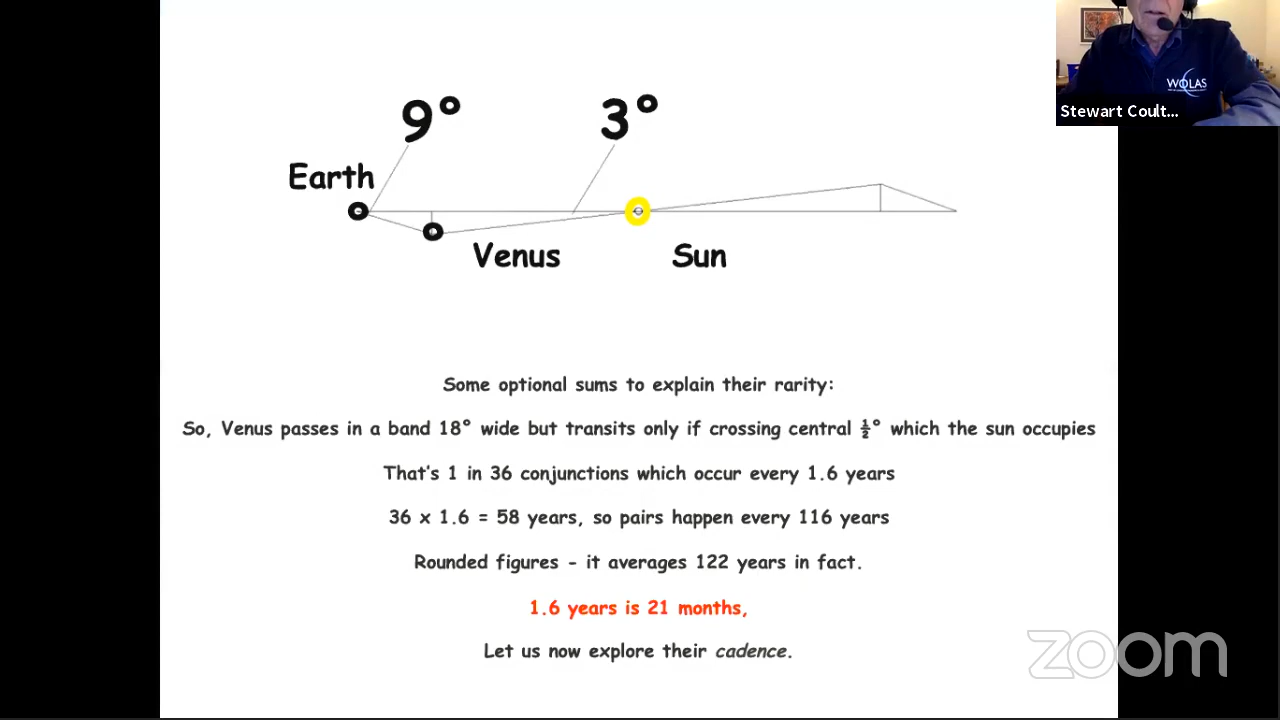 9° 3°
Earth
Venus Sun
Some optional sums to explain their rarity:
So, Venus passes in a band 18° wide but transits only if crossing central ½° which the sun occupies
That's 1 in 36 conjunctions which occur every 1.6 years
36 x 1.6 = 58 years, so pairs happen every 116 years
Rounded figures - it averages 122 years in fact.
1.6 years is 21 months,
Let us now explore their cadence.
WOLAS
Stewart Coult...
zoom